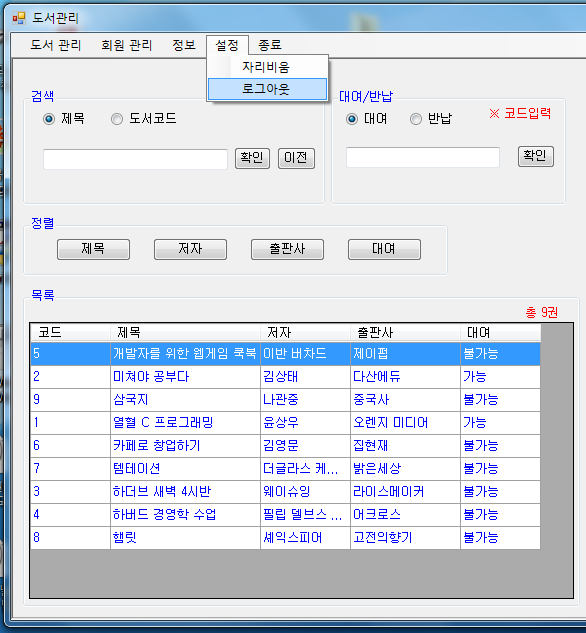 도서관리
도서 관리 회원 관리 정보 설정 종료
자리비움
로그아웃
검색
제목 도서코드
확인 이전
대여/반납
대여 반납 ※ 코드입력
확인
정렬
제목 저자 출판사 대여
목록
총 9권
코드 제목 저자 출판사 대여
5 개발자를 위한 웹게임 쿡북 이반 버차드 제이펍 불가능
2 미쳐야 공부다 김상태 다산에듀 가능
9 삼국지 나관중 중국사 불가능
1 열혈 C 프로그래밍 윤상우 오렌지 미디어 가능
6 카페로 창업하기 김영문 집현재 불가능
7 템테이션 더글라스 케... 밝은세상 불가능
3 하더브 새벽 4시반 웨이슈잉 라이스메이커 불가능
4 하버드 경영학 수업 필립 델브스 ... 어크로스 불가능
8 햄릿 셰익스피어 고전의향기 불가능